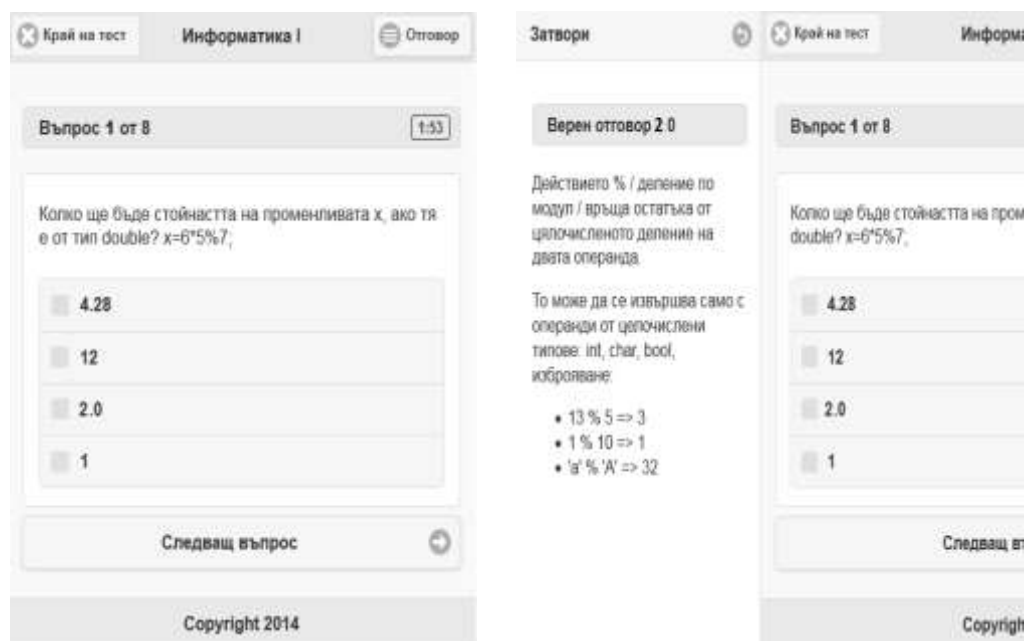 Край на тест
Информатика I
Отговор
Въпрос 1 от 8
1:53
Колко ще бъде стойността на променливата x, ако тя
е от тип double? x=6*5%7;
4.28
12
2.0
1
Следващ въпрос
Copyright 2014
Затвори
Верен отговор 2 0
Действието % / деление по
модул / връща остатъка от
цялочисленото деление на
двата операнда.
То може да се извършва само с
операнди от целочислени
типове: int, char, bool,
изброяване:
• 13 % 5 => 3
• 1 % 10 => 1
• 'a' % 'A' => 32
Край на тест
Информа
Въпрос 1 от 8
Колко ще бъде стойността на пром
double? x=6*5%7;
4.28
12
2.0
1
Следващ въ
Copyrigh